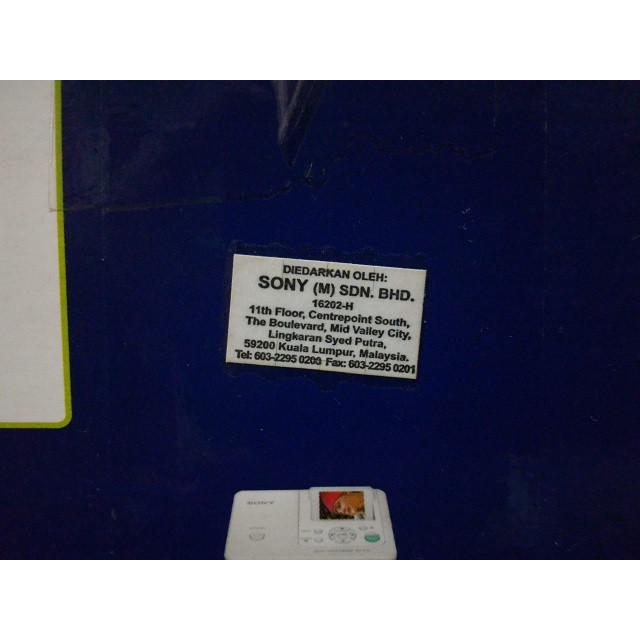 DIEDARKAN OLEH:
SONY (M) SDN. BHD.
16202-H
11th Floor, Centrepoint South,
The Boulevard, Mid Valley City,
Lingkaran Syed Putra,
59200 Kuala Lumpur, Malaysia.
Tel: 603-2295 0200 Fax: 603-2295 0201
SONY